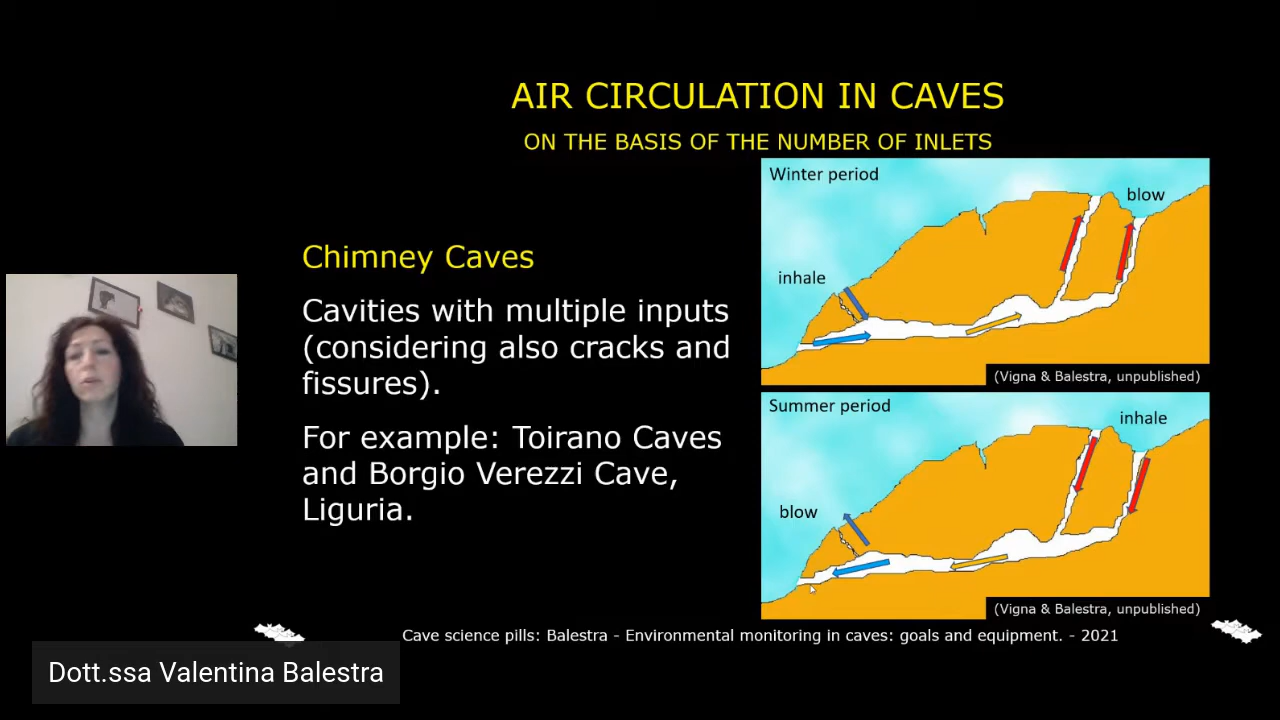 AIR CIRCULATION IN CAVES
ON THE BASIS OF THE NUMBER OF INLETS
Chimney Caves
Cavities with multiple inputs
(considering also cracks and
fissures).
For example: Toirano Caves
and Borgio Verezzi Cave,
Liguria.
Winter period
blow
inhale
(Vigna & Balestra, unpublished)
Summer period
inhale
blow
(Vigna & Balestra, unpublished)
Cave science pills: Balestra - Environmental monitoring in caves: goals and equipment. - 2021
Dott.ssa Valentina Balestra